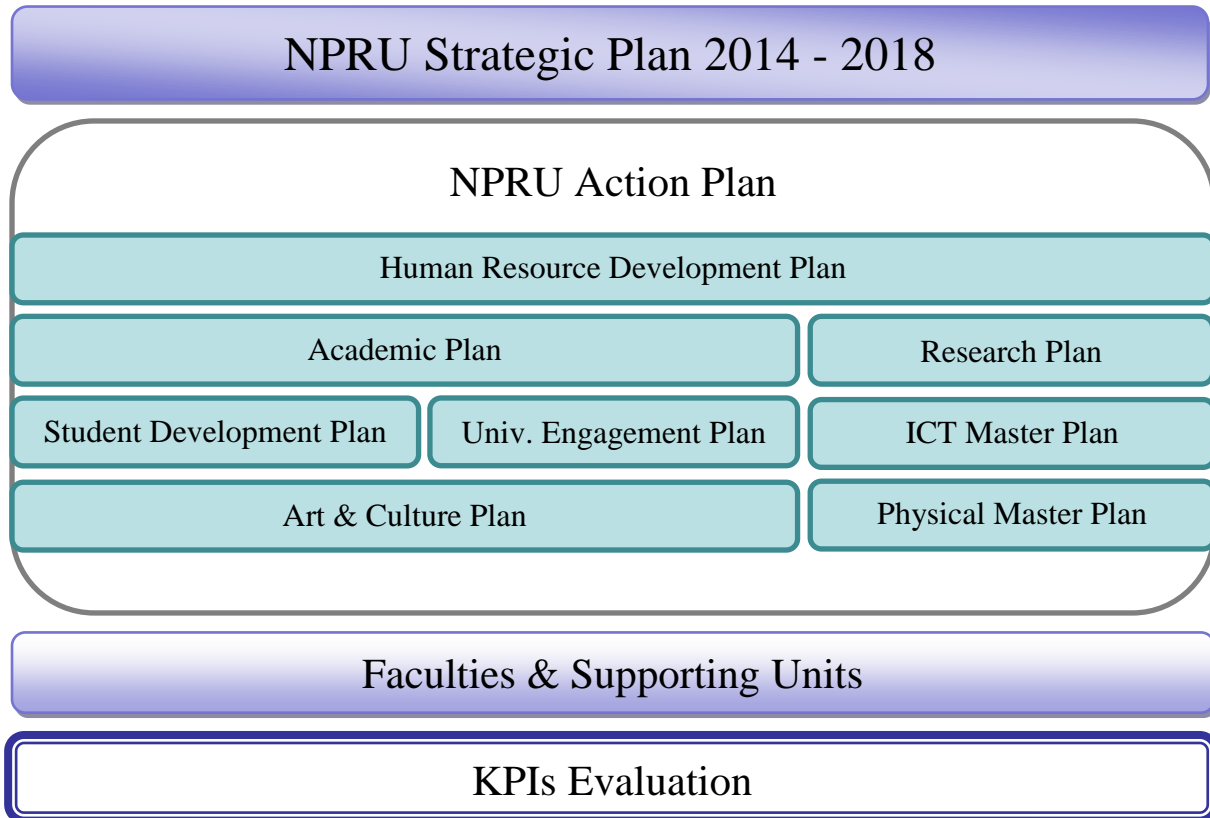 NPRU Strategic Plan 2014 - 2018
NPRU Action Plan
Human Resource Development Plan
Academic Plan
Research Plan
Student Development Plan
Univ. Engagement Plan
ICT Master Plan
Art & Culture Plan
Physical Master Plan
Faculties & Supporting Units
KPIs Evaluation